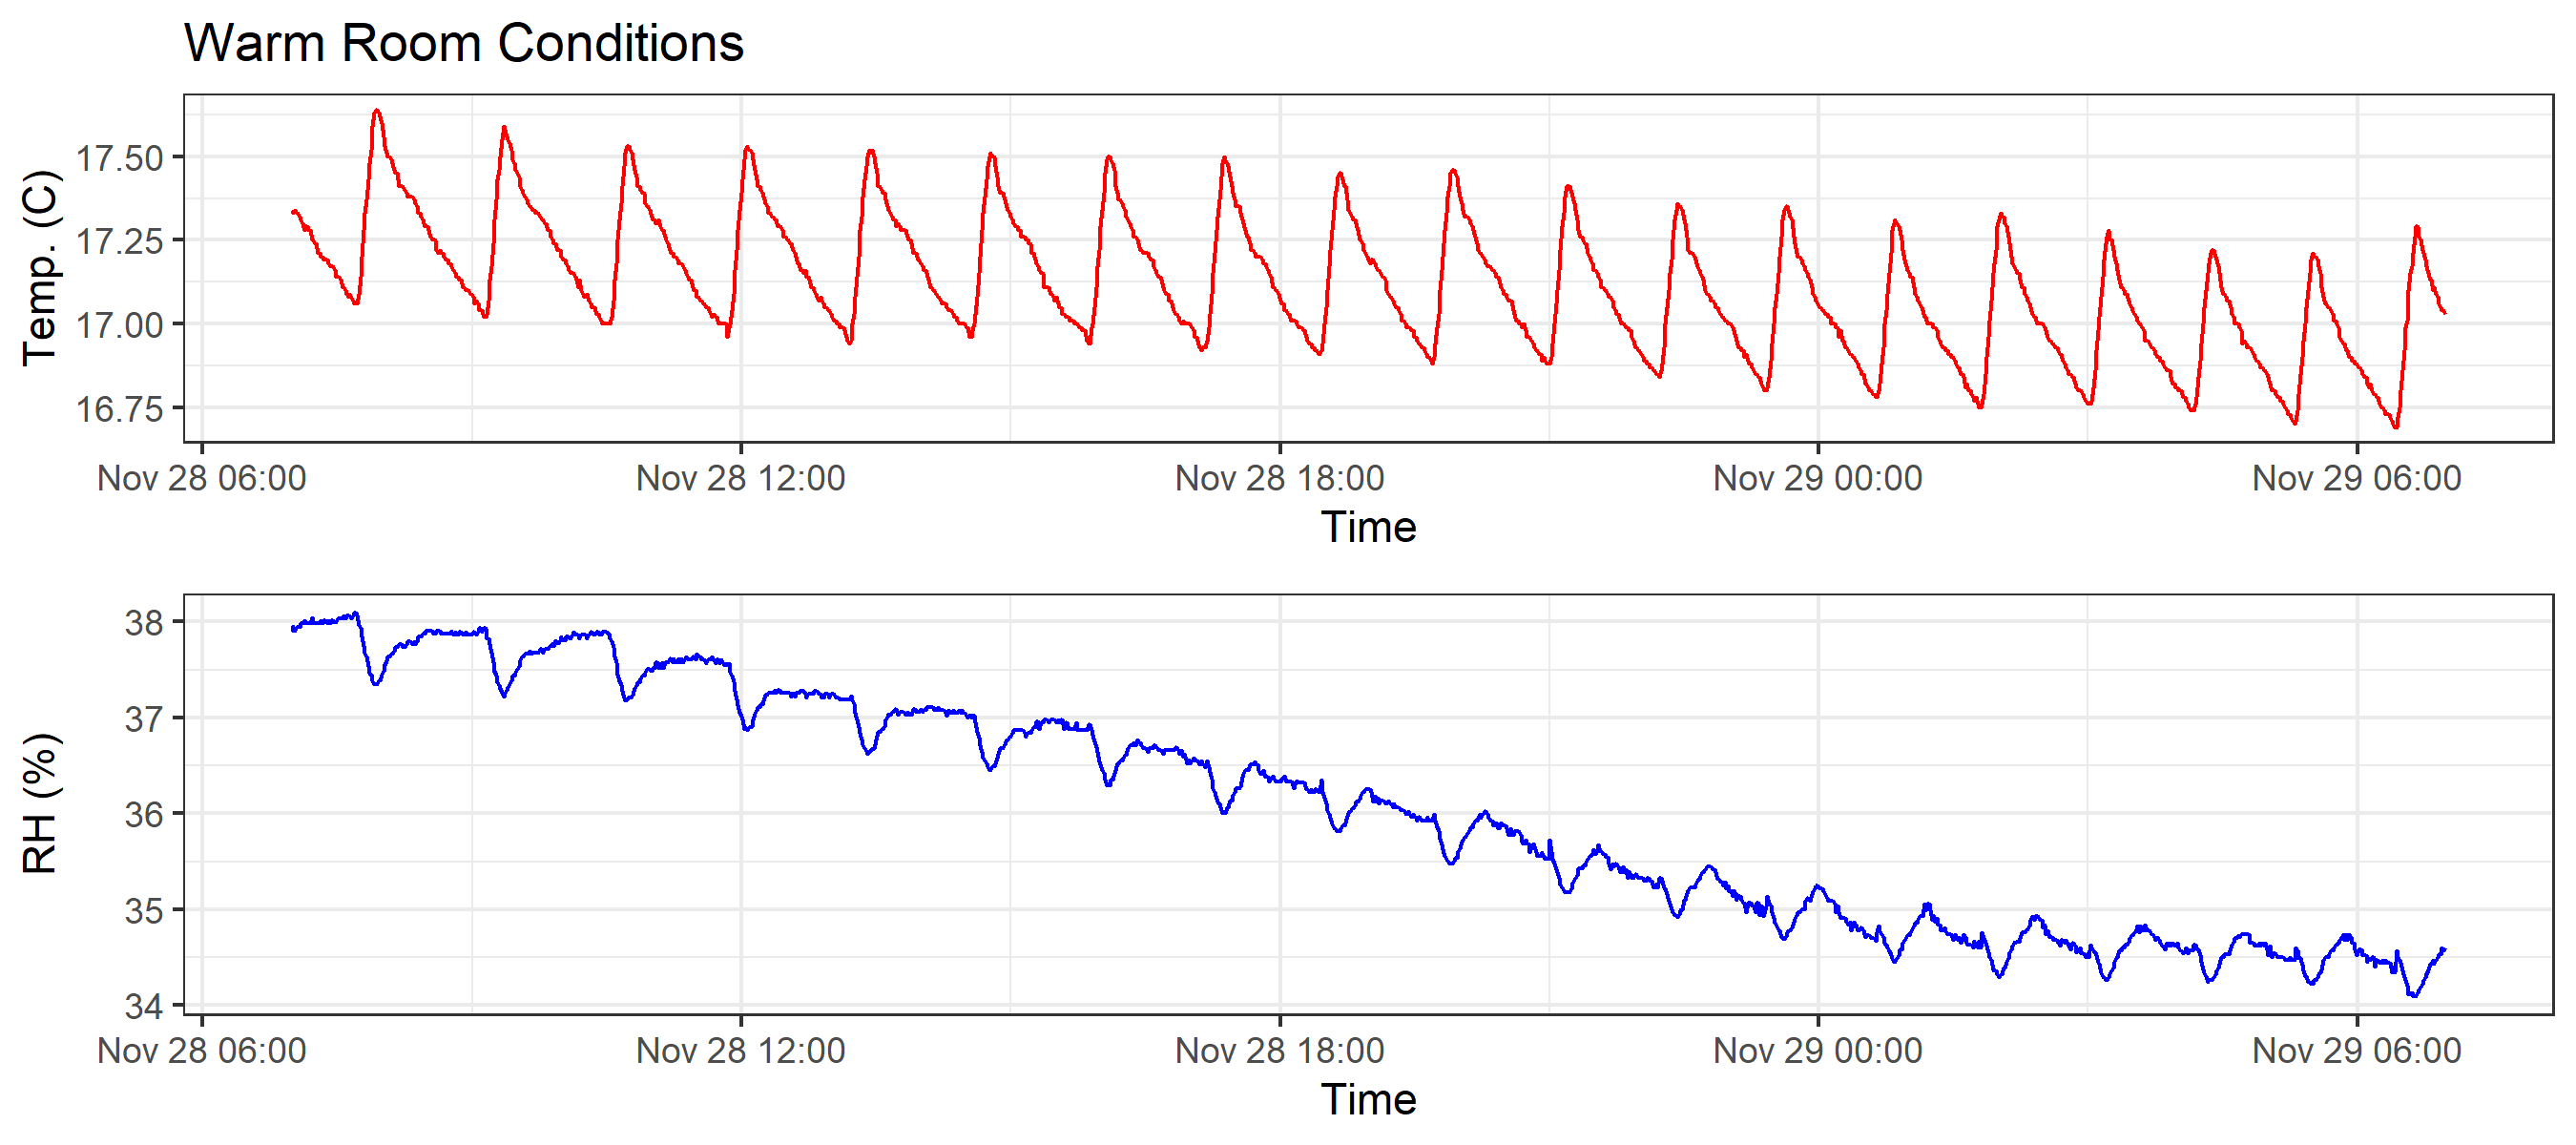 Warm Room Conditions
Temp. (C)
17.50
17.25
17.00
16.75
Nov 28 06:00 Nov 28 12:00 Nov 28 18:00 Nov 29 00:00 Nov 29 06:00
Time
RH (%)
38
37
36
35
34
Nov 28 06:00 Nov 28 12:00 Nov 28 18:00 Nov 29 00:00 Nov 29 06:00
Time